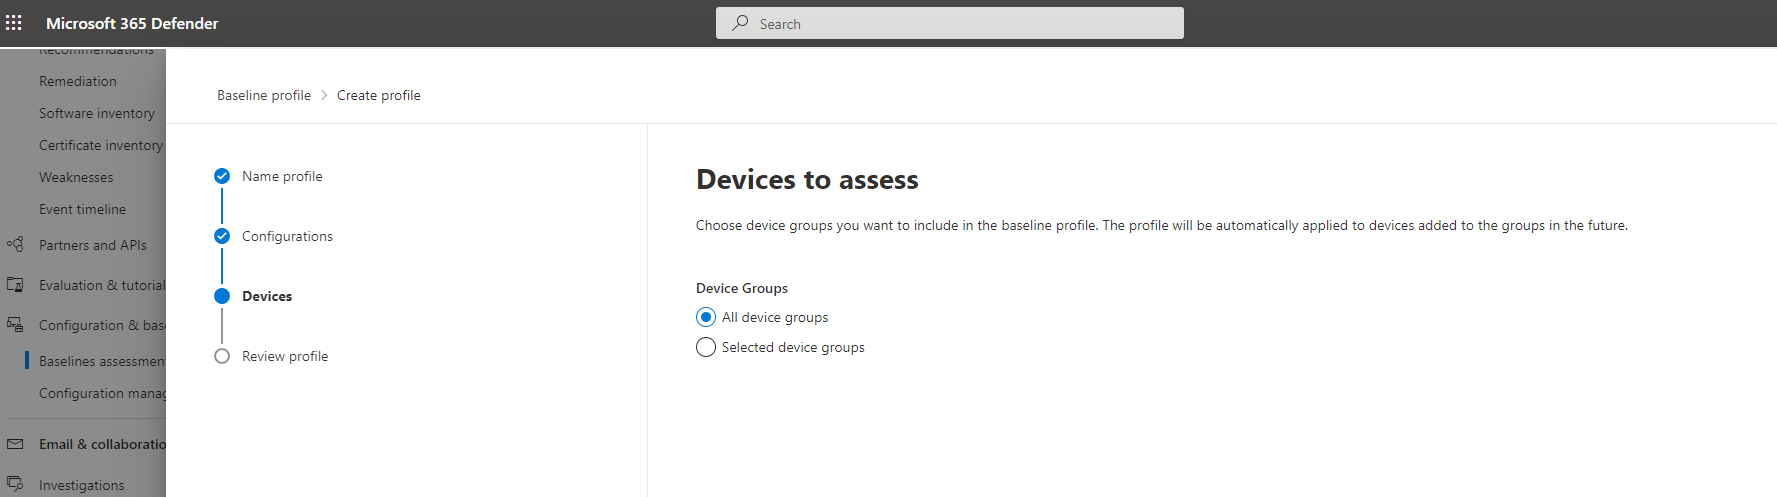 Microsoft 365 Defender
Search
Recommendations
Remediation
Software inventory
Certificate inventory
Weaknesses
Event timeline
Partners and APIs
Evaluation & tutorial
Configuration & bas
Baselines assessmen
Configuration manag
Email & collaboratio
Investigations
Baseline profile > Create profile
Name profile
Configurations
Devices
Review profile
Devices to assess
Choose device groups you want to include in the baseline profile. The profile will be automatically applied to devices added to the groups in the future.
Device Groups
All device groups
Selected device groups